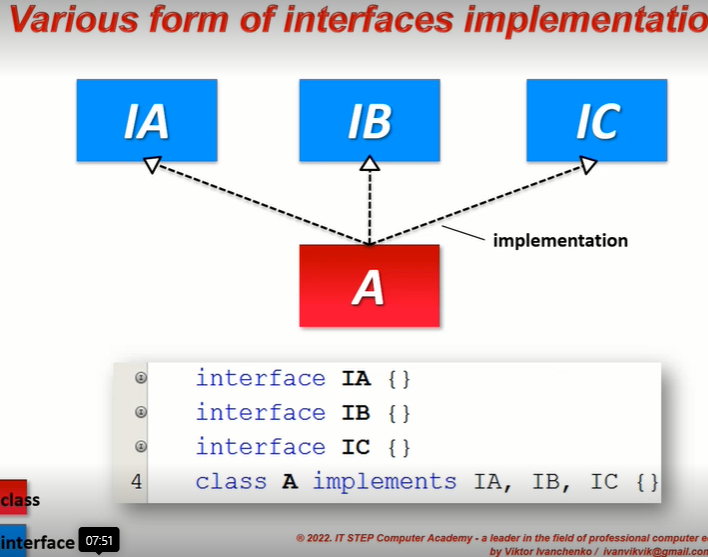 Various form of interfaces implementatio
IA
IB
IC
implementation
A
interface IA {}
interface IB {}
interface IC {}
4 class A implements IA, IB, IC {}
class
interface
07:51
© 2022. IT STEP Computer Academy - a leader in the field of professional computer e
by Viktor Ivanchenko / ivanvikvik@gmail.com